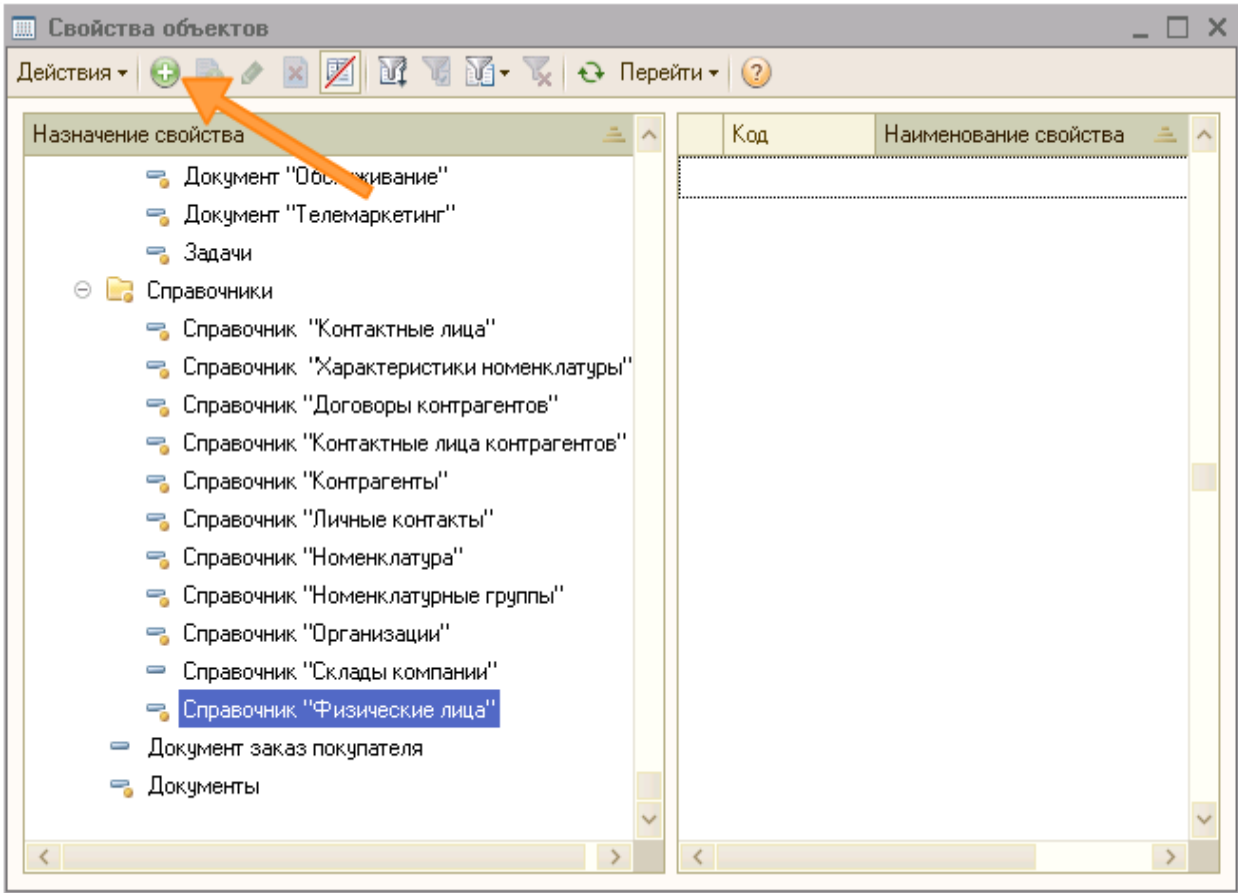 Свойства объектов
Действия
Перейти
Назначение свойства
Код
Наименование свойства
Документ "Обслуживание"
Документ "Телемаркетинг"
Задачи
Справочники
Справочник "Контактные лица"
Справочник "Характеристики номенклатуры"
Справочник "Договоры контрагентов"
Справочник "Контактные лица контрагентов"
Справочник "Контрагенты"
Справочник "Личные контакты"
Справочник "Номенклатура"
Справочник "Номенклатурные группы"
Справочник "Организации"
Справочник "Склады компании"
Справочник "Физические лица"
Документ заказ покупателя
Документы